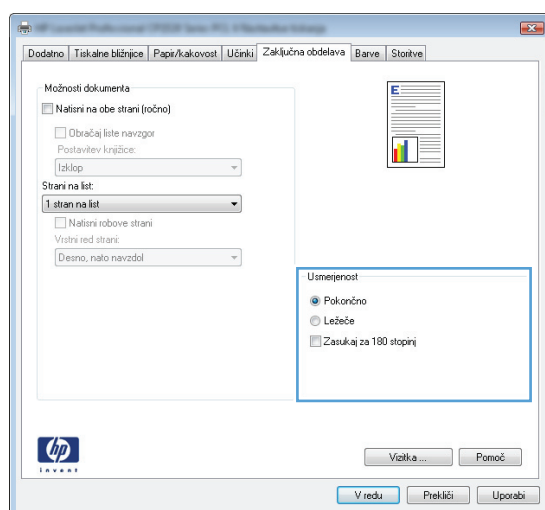 Dodatno Tiskalne bližnjice Papir/kakovost Učinki Zaključna obdelava Barve Storitve
Možnosti dokumenta
Natisni na obe strani (ročno)
Obračaj liste navzgor
Postavitev knjižice:
Izklop
Strani na list:
1 stran na list
Natisni robove strani
Vrstni red strani:
Desno, nato navzdol
E
Usmerjenost
Pokončno
Ležeče
Zasukaj za 180 stopinj
hp
invent
Vizitka ... Pomoč
V redu Prekliči Uporabi